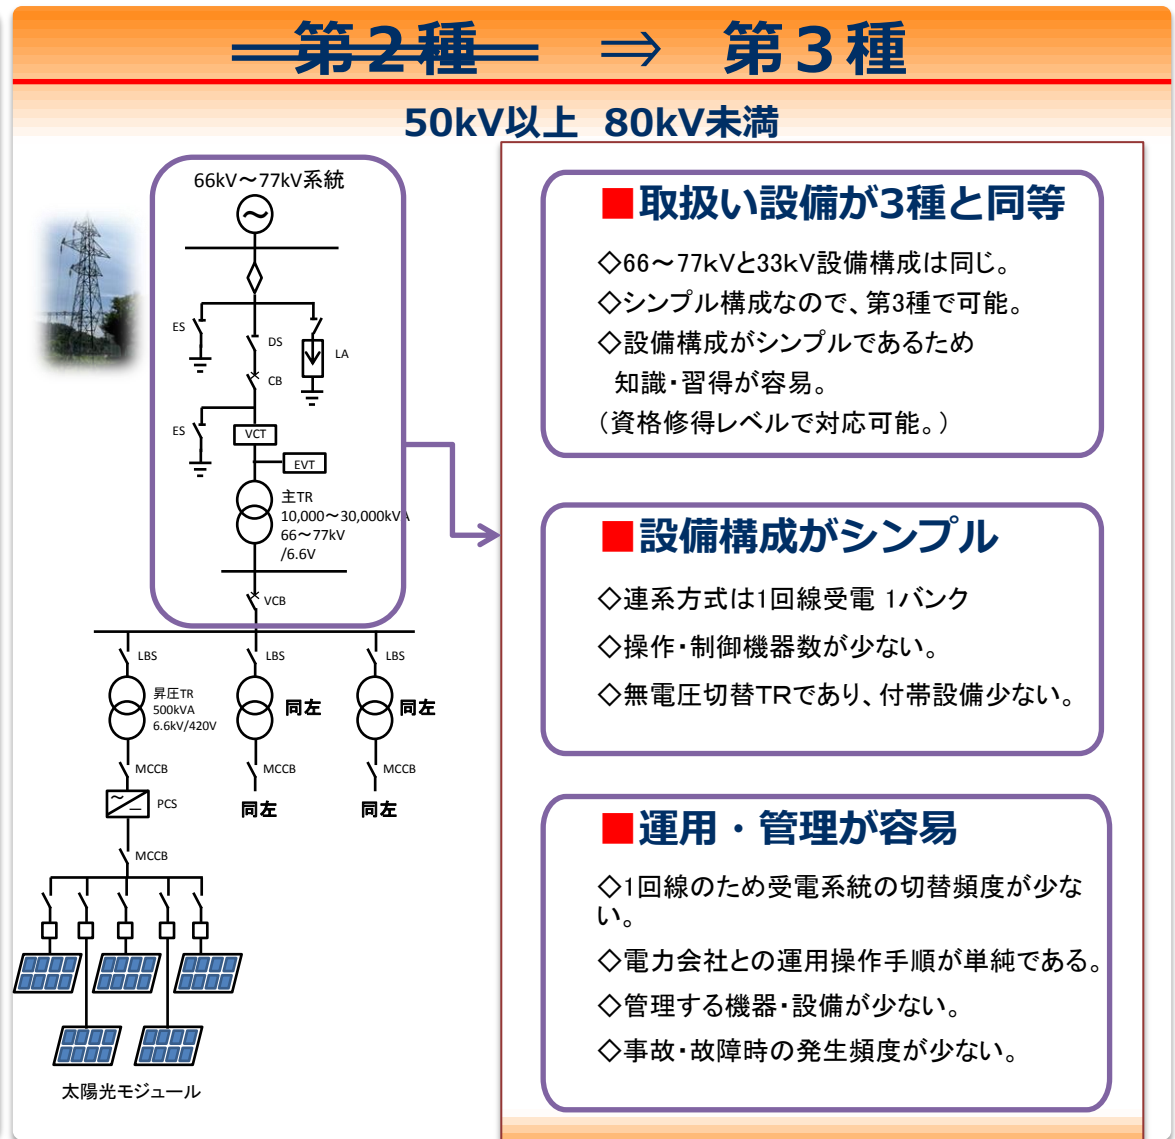 第２種 ⇒ 第３種
50kV以上 80kV未満
66kV～77kV系統
ES
DS
LA
CB
ES
VCT
EVT
主TR
10,000～30,000kVA
66～77kV
/6.6V
VCB
LBS
LBS
LBS
昇圧TR
500kVA
6.6kV/420V
同左
同左
MCCB
MCCB
MCCB
PCS
同左
同左
MCCB
太陽光モジュール
■取扱い設備が3種と同等
◇66～77kVと33kV設備構成は同じ。
◇シンプル構成なので、第3種で可能。
◇設備構成がシンプルであるため
知識・習得が容易。
（資格修得レベルで対応可能。）
■設備構成がシンプル
◇連系方式は1回線受電 1バンク
◇操作・制御機器数が少ない。
◇無電圧切替TRであり、付帯設備少ない。
■運用・管理が容易
◇1回線のため受電系統の切替頻度が少な
い。
◇電力会社との運用操作手順が単純である。
◇管理する機器・設備が少ない。
◇事故・故障時の発生頻度が少ない。